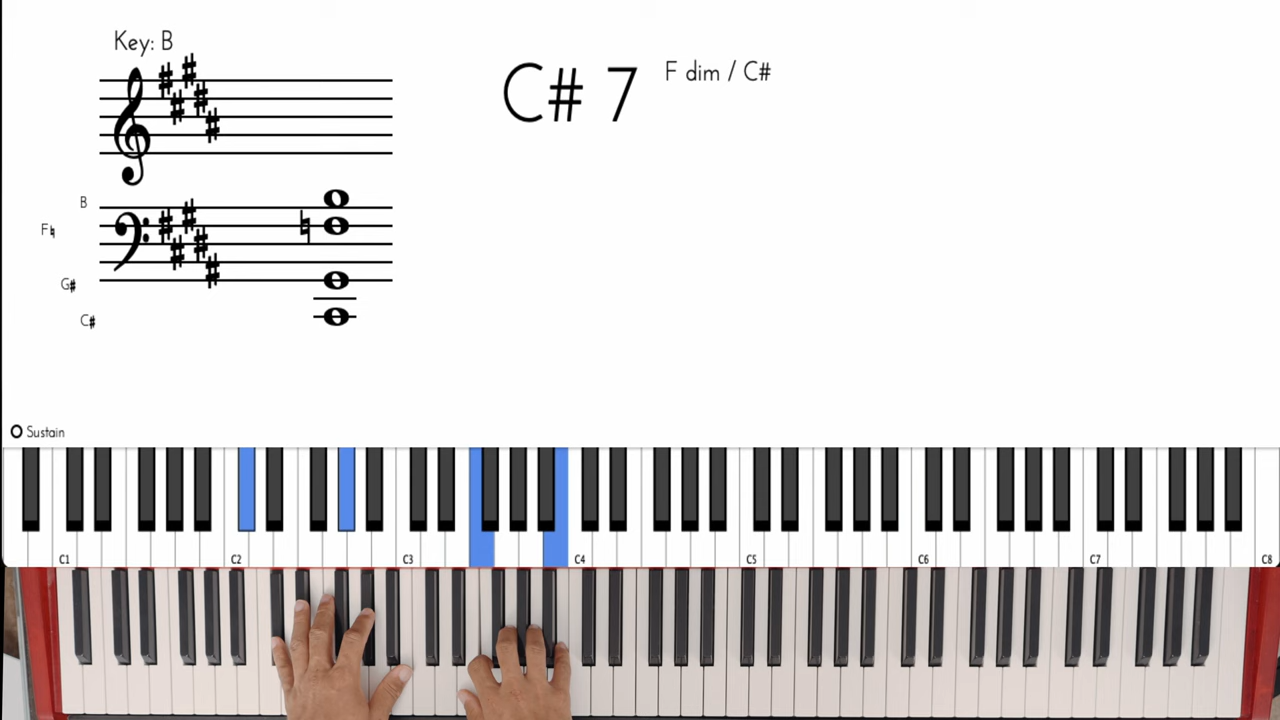 Key: B
C# 7
F dim / C#
B
F♮
G#
C#
Sustain
C1 C2 C3 C4 C5 C6 C7 C8